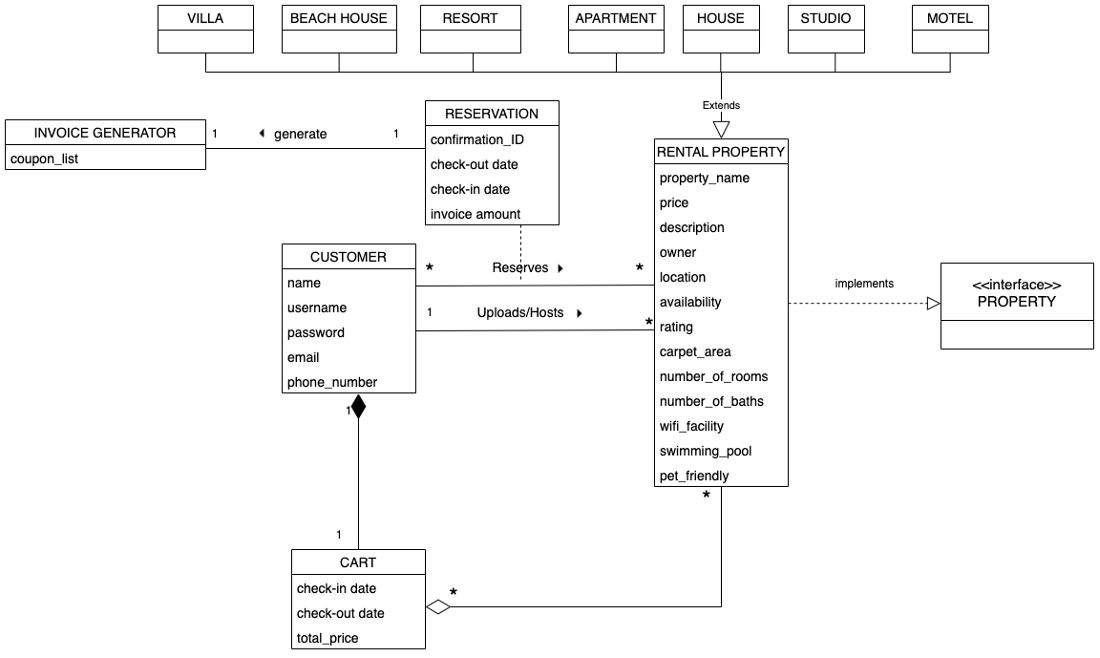 VILLA
BEACH HOUSE
RESORT
APARTMENT
HOUSE
STUDIO
MOTEL
Extends
INVOICE GENERATOR
coupon_list
1
generate
1
RESERVATION
confirmation_ID
check-out date
check-in date
invoice amount
RENTAL PROPERTY
property_name
price
description
owner
location
availability
rating
carpet_area
number_of_rooms
number_of_baths
wifi_facility
swimming_pool
pet_friendly
implements
<<interface>>
PROPERTY
CUSTOMER
name
username
password
email
phone_number
*
Reserves
*
1
Uploads/Hosts
*
1
1
CART
check-in date
check-out date
total_price
*
*